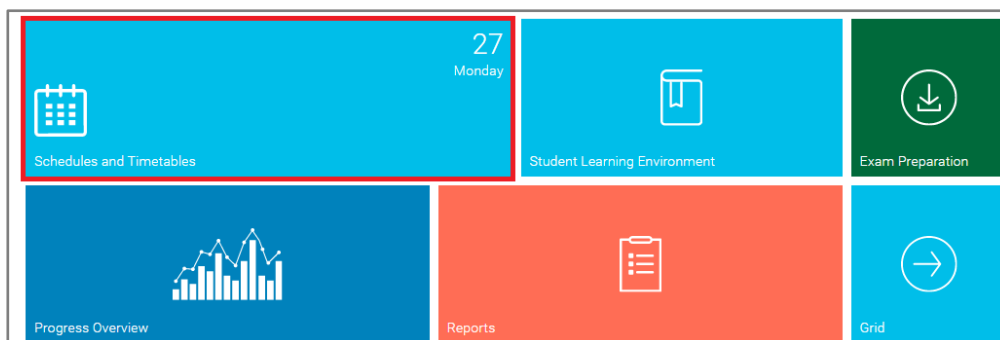 27
Monday
Schedules and Timetables
Student Learning Environment
Exam Preparation
Progress Overview
Reports
Grid